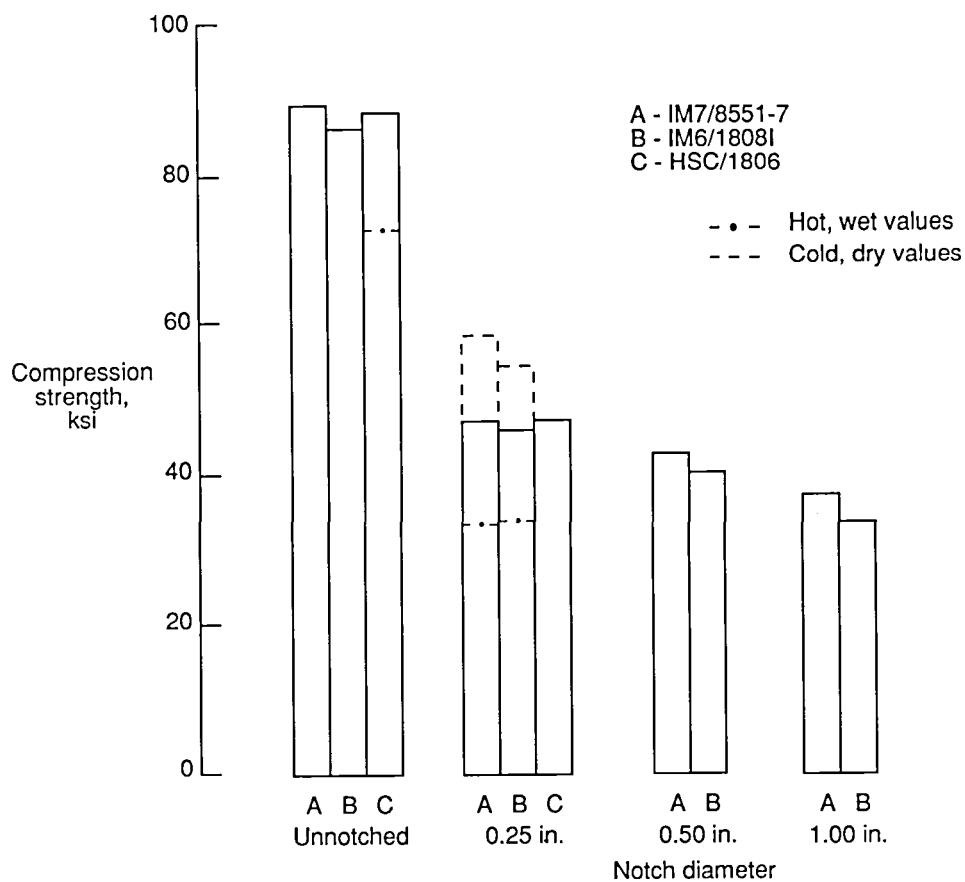 100
80
60
40
20
0
Compression
strength,
ksi
A - IM7/8551-7
B - IM6/1808I
C - HSC/1806
Hot, wet values
Cold, dry values
A B C
Unnotched
A B C
0.25 in.
A B
0.50 in.
A B
1.00 in.
Notch diameter